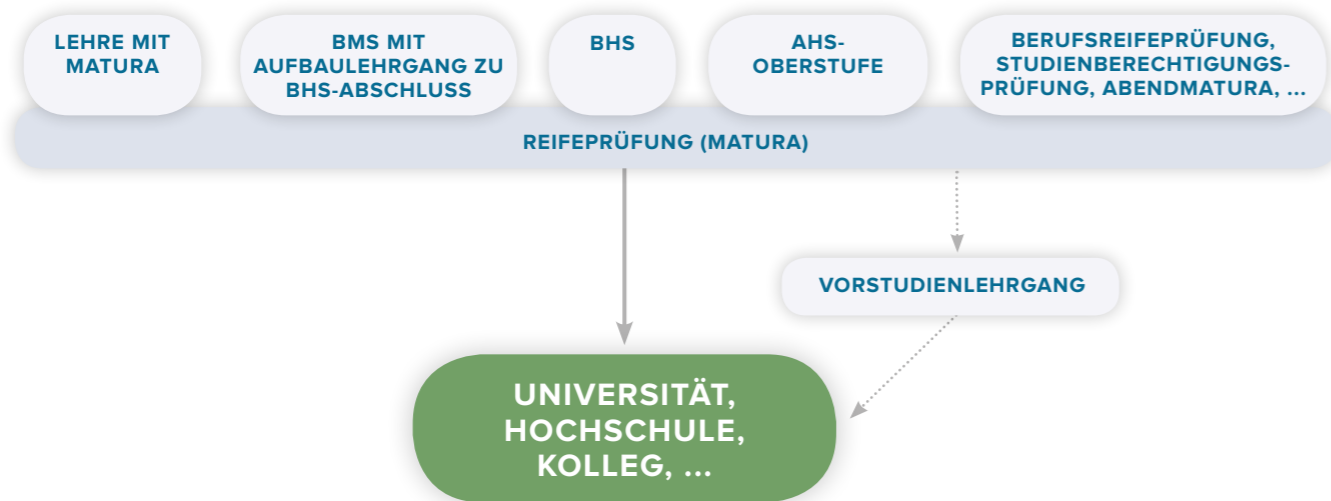 LEHRE MIT
MATURA
BMS MIT
AUFBAULEHRGANG ZU
BHS-ABSCHLUSS
BHS
AHS-
OBERSTUFE
BERUFSREIFEPRÜFUNG,
STUDIENBERECHTIGUNGS-
PRÜFUNG, ABENDMATURA, ...
REIFEPRÜFUNG (MATURA)
VORSTUDIENLEHRGANG
UNIVERSITÄT,
HOCHSCHULE,
KOLLEG, ...